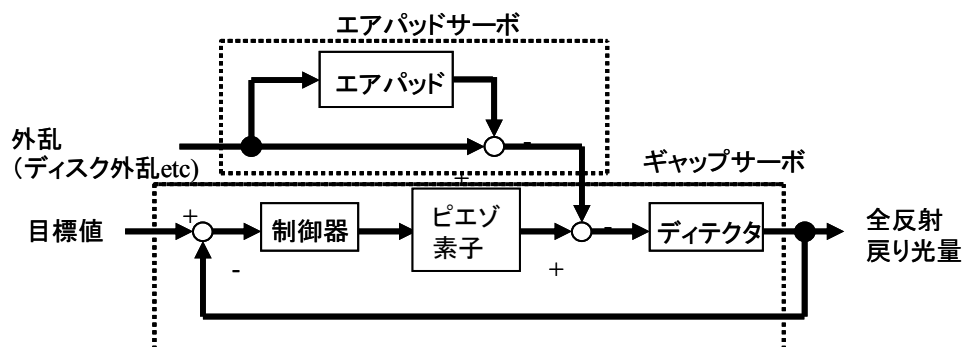 エアパッドサーボ
エアパッド
外乱
(ディスク外乱etc)
-
ギャップサーボ
+
目標値
+
-
制御器
ピエゾ
素子
+
-
ディテクタ
全反射
戻り光量